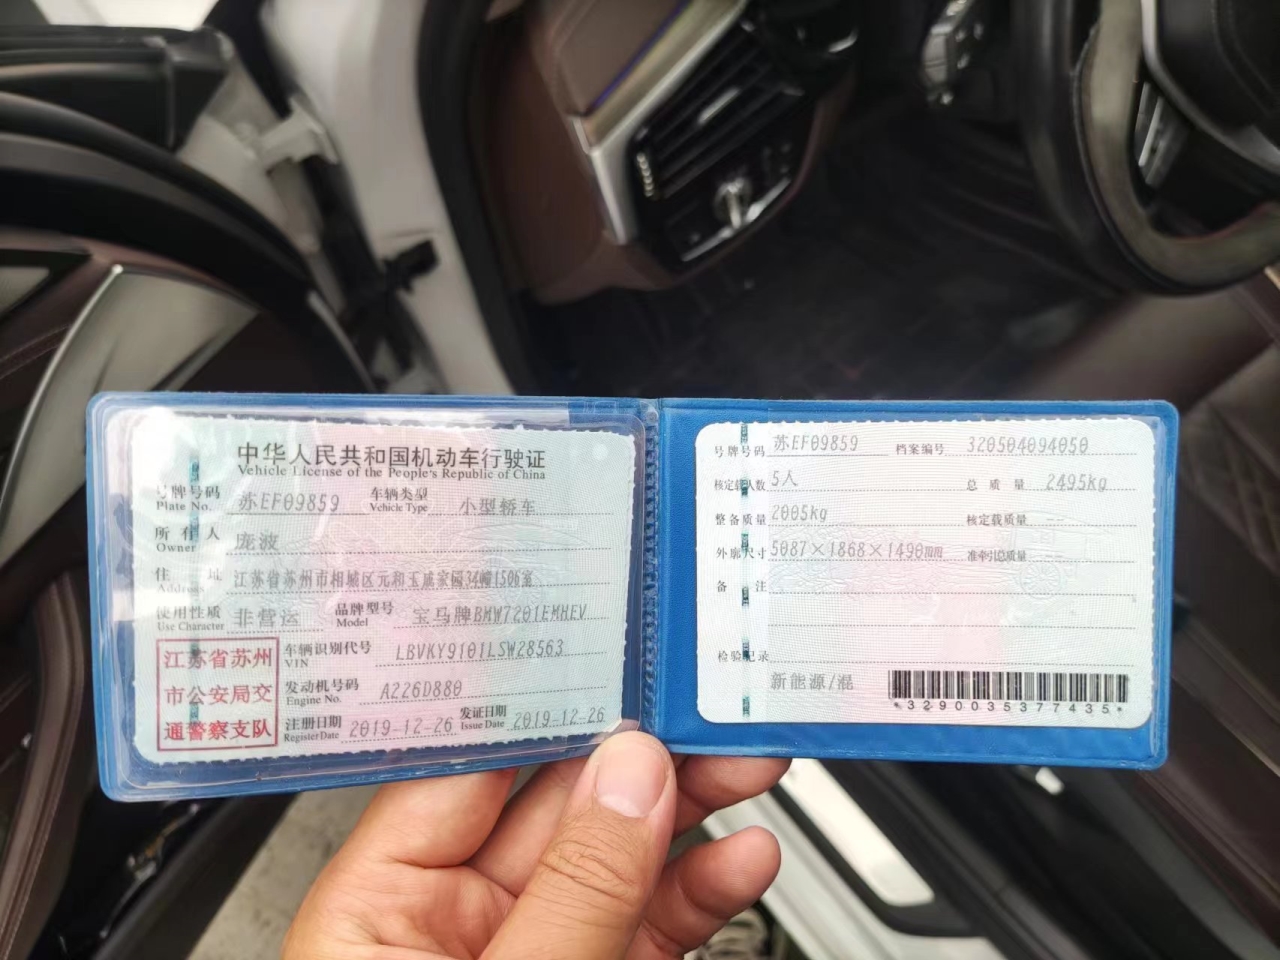 中华人民共和国机动车行驶证
Vehicle License of the People's Republic of China
号牌号码 苏EF09859 车辆类型 小型轿车
Plate No. Vehicle Type
所有人 庞波
Owner
住址 江苏省苏州市相城区元和玉成家园34幢1506室
Address
使用性质 非营运 品牌型号 宝马牌BMW7201EMHEV
Use Character Model
江苏省苏州
市公安局交
通警察支队
车辆识别代号 LBVKY9101LSW28563
VIN
发动机号码 A226D880
Engine No.
注册日期 2019-12-26 发证日期 2019-12-26
Register Date Issue Date
号牌号码 苏EF09859 档案编号 320504094050
核定载人数 5人 总质量 2495kg
整备质量 2005kg 核定载质量 --
外廓尺寸 5087×1868×1490mm 准牵引总质量 --
备注
检验记录
新能源/混
*3290035377435*